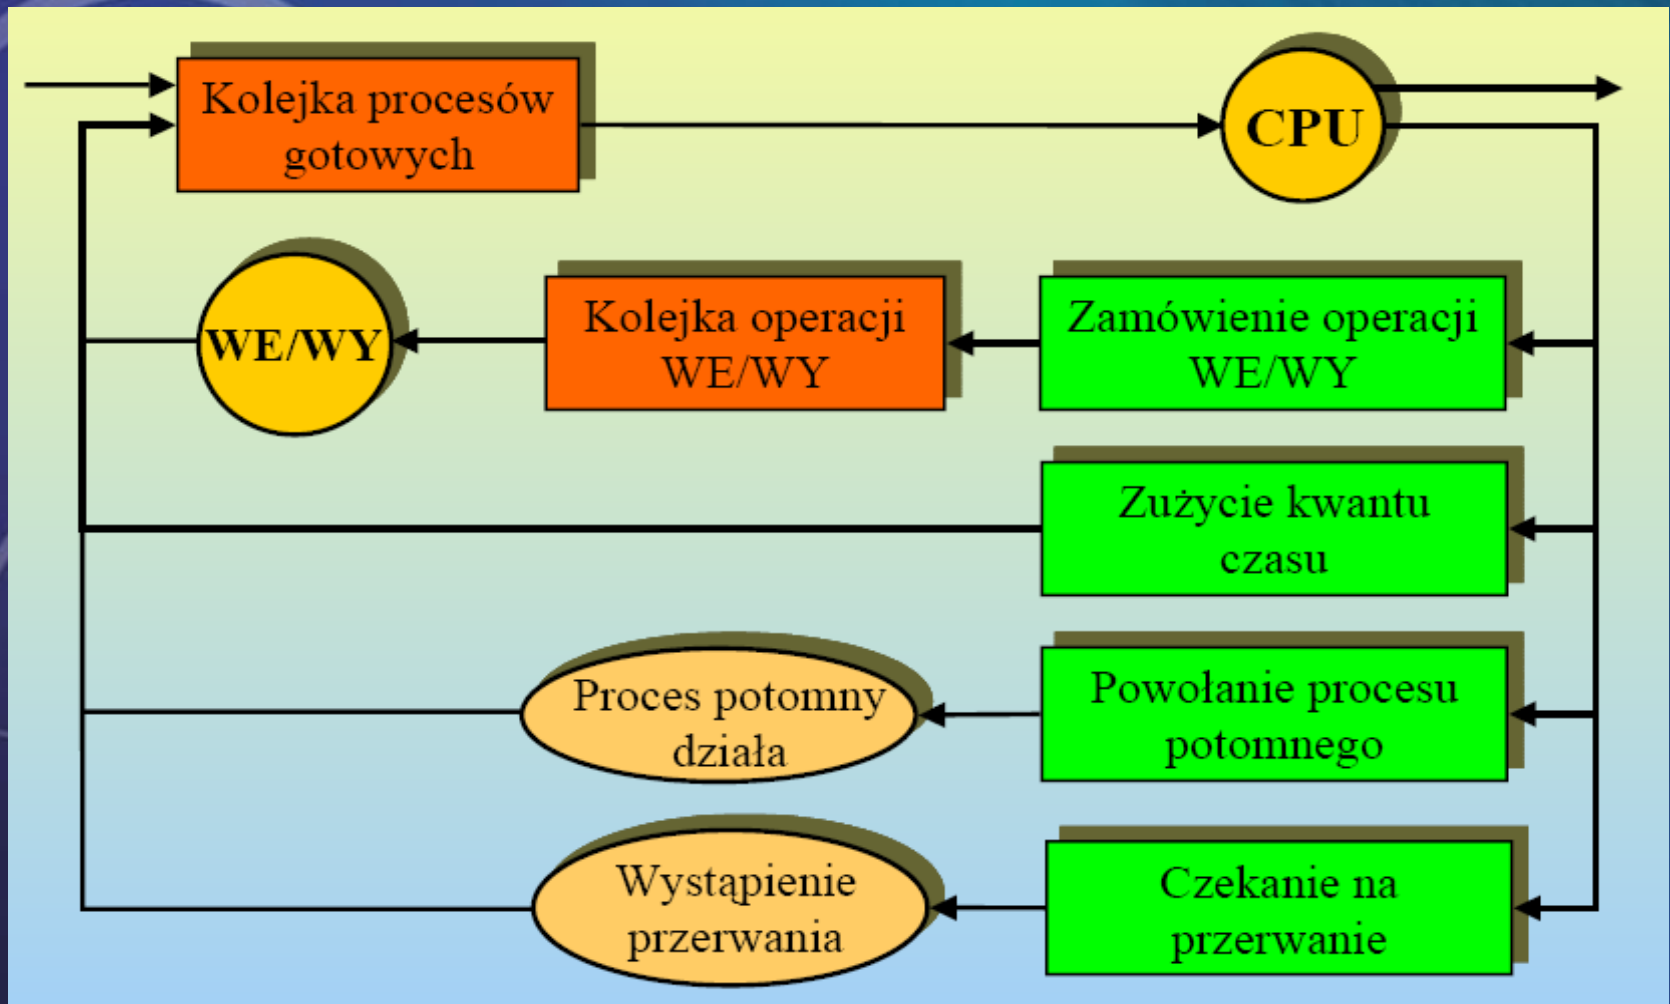 Kolejka procesów
gotowych
CPU
WE/WY
Kolejka operacji
WE/WY
Zamówienie operacji
WE/WY
Zużycie kwantu
czasu
Proces potomny
działa
Powołanie procesu
potomnego
Wystąpienie
przerwania
Czekanie na
przerwanie